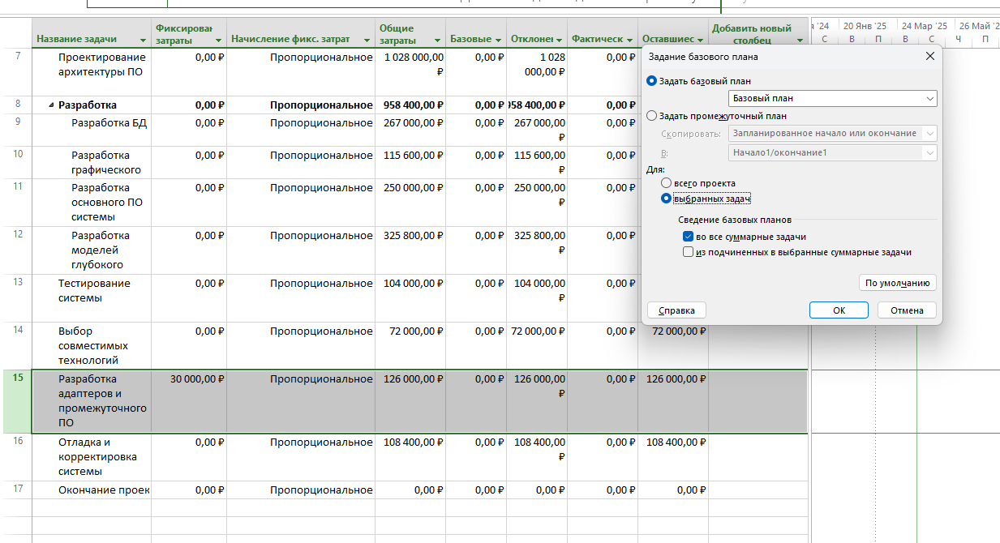 Название задачи
Фиксирован
затраты
Начисление фикс. затрат
Общие
затраты
Базовые
Отклонен
Фактическ
Оставшиес
Добавить новый
столбец
'24
20 Янв '25
24 Мар '25
26 Май '2
С В П В С Ч П
7 Проектирование 0,00 ₽ Пропорциональное 1 028 000,00 0,00 ₽ 1 028 0,00 ₽
архитектуры ПО ₽ 000,00 ₽
8 Разработка 0,00 ₽ Пропорциональное 958 400,00 ₽ 0,00 ₽ 958 400,00 ₽ 0,00 ₽
9 Разработка БД 0,00 ₽ Пропорциональное 267 000,00 ₽ 0,00 ₽ 267 000,00 0,00 ₽
₽
10 Разработка 0,00 ₽ Пропорциональное 115 600,00 ₽ 0,00 ₽ 115 600,00 0,00 ₽
графического ₽
11 Разработка 0,00 ₽ Пропорциональное 250 000,00 ₽ 0,00 ₽ 250 000,00 0,00 ₽
основного ПО ₽
системы
12 Разработка 0,00 ₽ Пропорциональное 325 800,00 ₽ 0,00 ₽ 325 800,00 0,00 ₽
моделей ₽
глубокого
13 Тестирование 0,00 ₽ Пропорциональное 104 000,00 ₽ 0,00 ₽ 104 000,00 0,00 ₽
системы ₽
14 Выбор 0,00 ₽ Пропорциональное 72 000,00 ₽ 0,00 ₽ 72 000,00 ₽ 0,00 ₽ 72 000,00 ₽
совместимых
технологий
15 Разработка 30 000,00 ₽ Пропорциональное 126 000,00 ₽ 0,00 ₽ 126 000,00 0,00 ₽ 126 000,00 ₽
адаптеров и ₽
промежуточного
ПО
16 Отладка и 0,00 ₽ Пропорциональное 108 400,00 ₽ 0,00 ₽ 108 400,00 0,00 ₽ 108 400,00 ₽
корректировка ₽
системы
17 Окончание проек 0,00 ₽ Пропорциональное 0,00 ₽ 0,00 ₽ 0,00 ₽ 0,00 ₽ 0,00 ₽
Задание базового плана
Задать базовый план
Базовый план
Задать промежуточный план
Скопировать: Запланированное начало или окончание
В: Начало1/окончание1
Для:
всего проекта
выбранных задач
Сведение базовых планов
во все суммарные задачи
из подчиненных в выбранные суммарные задачи
По умолчанию
Справка ОК Отмена